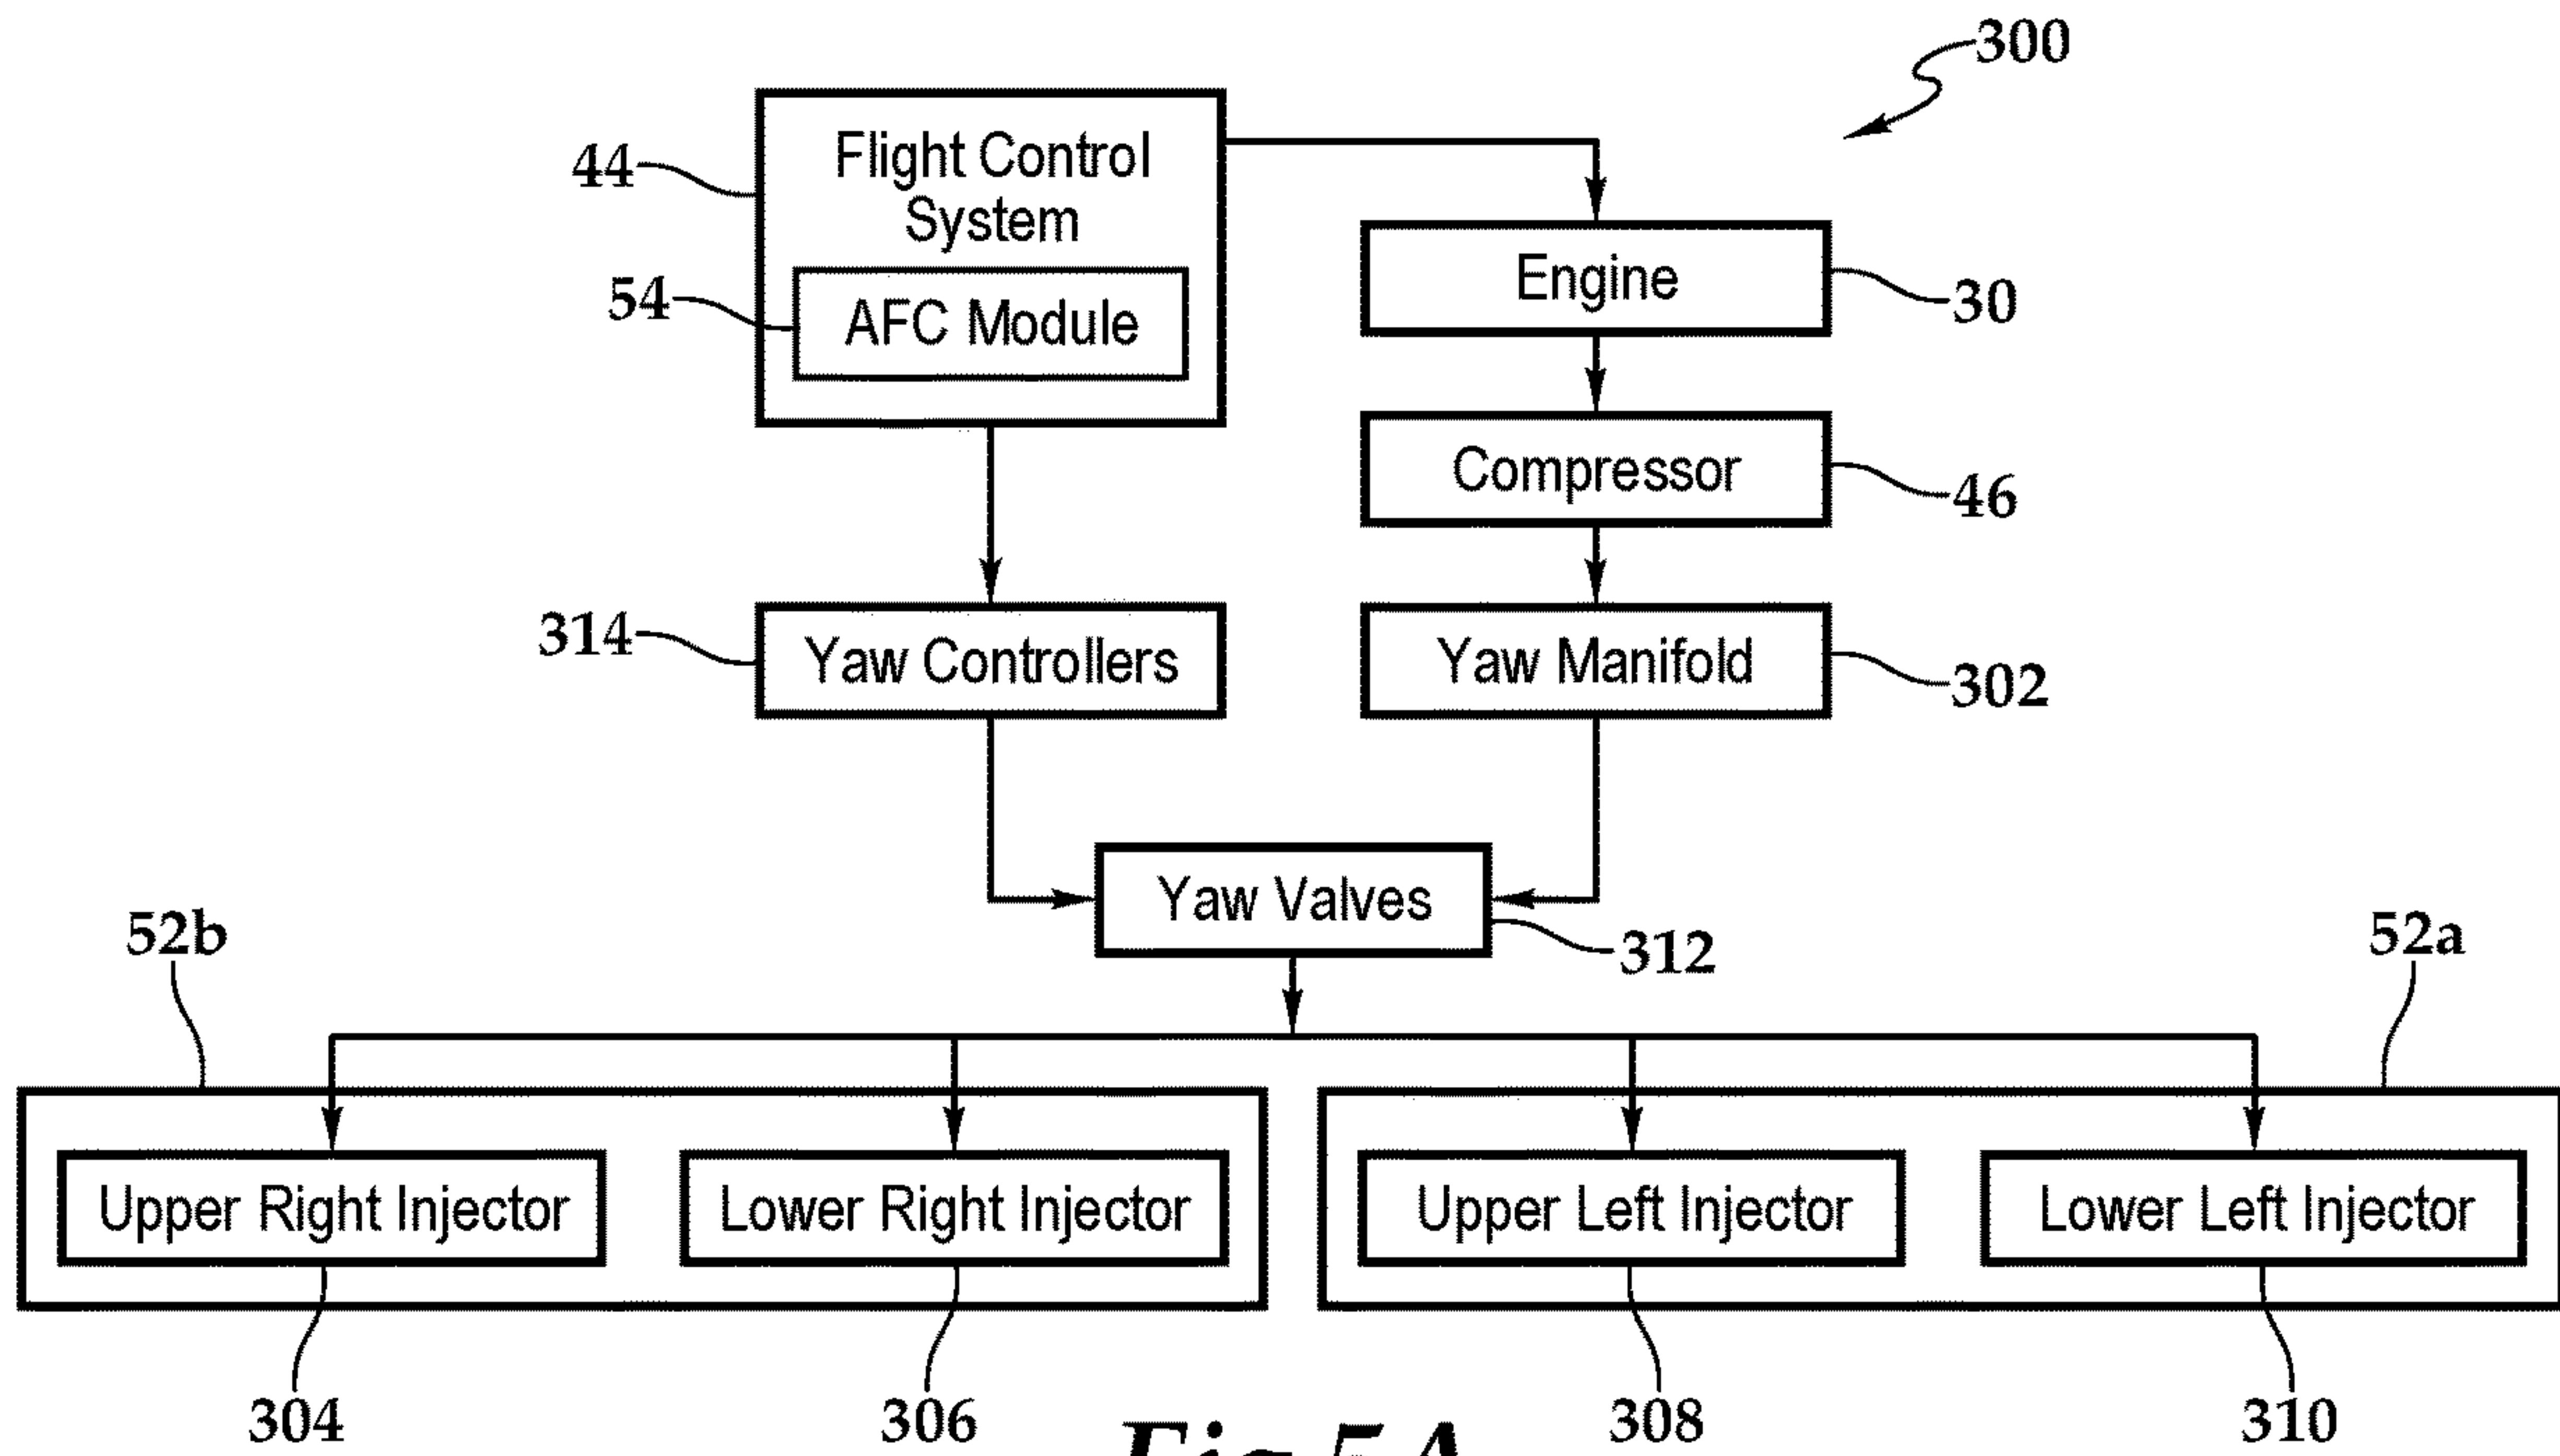 300
Flight Control
System
44
AFC Module
54
Engine
30
Compressor
46
Yaw Controllers
314
Yaw Manifold
302
Yaw Valves
312
52b
52a
Upper Right Injector
Lower Right Injector
Upper Left Injector
Lower Left Injector
304
306
308
310
Fig.5A